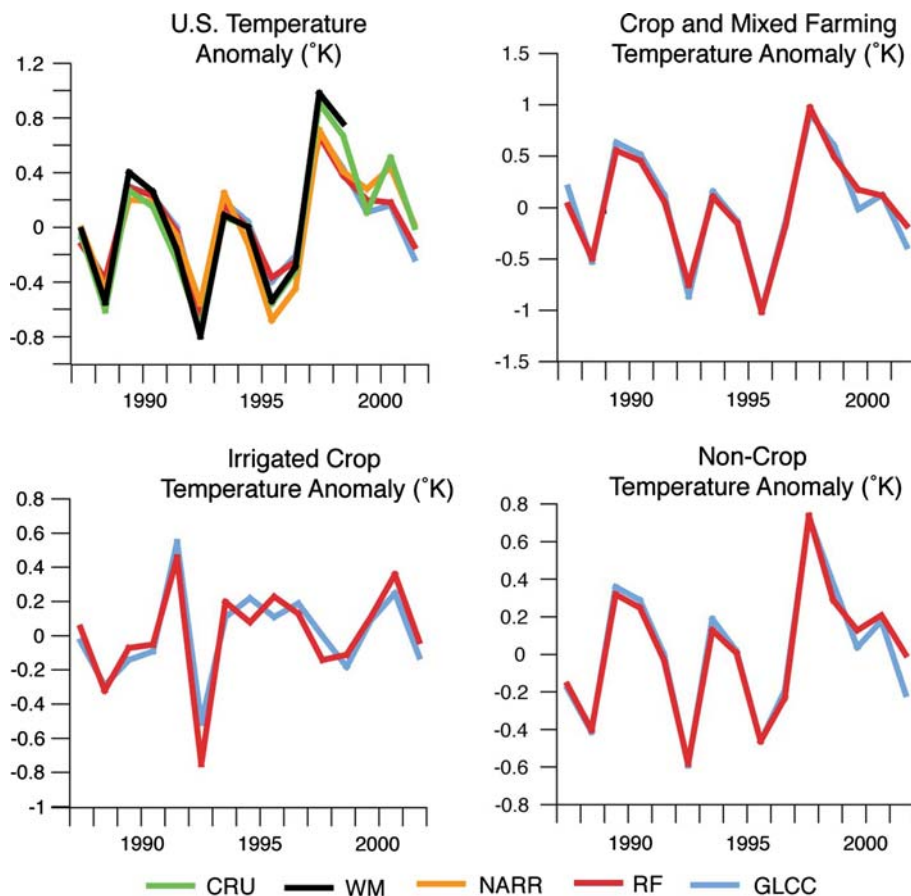 U.S. Temperature
Anomaly (˚K)
1.2
0.8
0.4
0
-0.4
-0.8
1990 1995 2000
Crop and Mixed Farming
Temperature Anomaly (˚K)
1.5
1
0.5
0
-0.5
-1
-1.5
1990 1995 2000
Irrigated Crop
Temperature Anomaly (˚K)
0.8
0.6
0.4
0.2
0
-0.2
-0.4
-0.6
-0.8
-1
1990 1995 2000
Non-Crop
Temperature Anomaly (˚K)
0.8
0.6
0.4
0.2
0
-0.2
-0.4
-0.6
-0.8
1990 1995 2000
CRU WM NARR RF GLCC